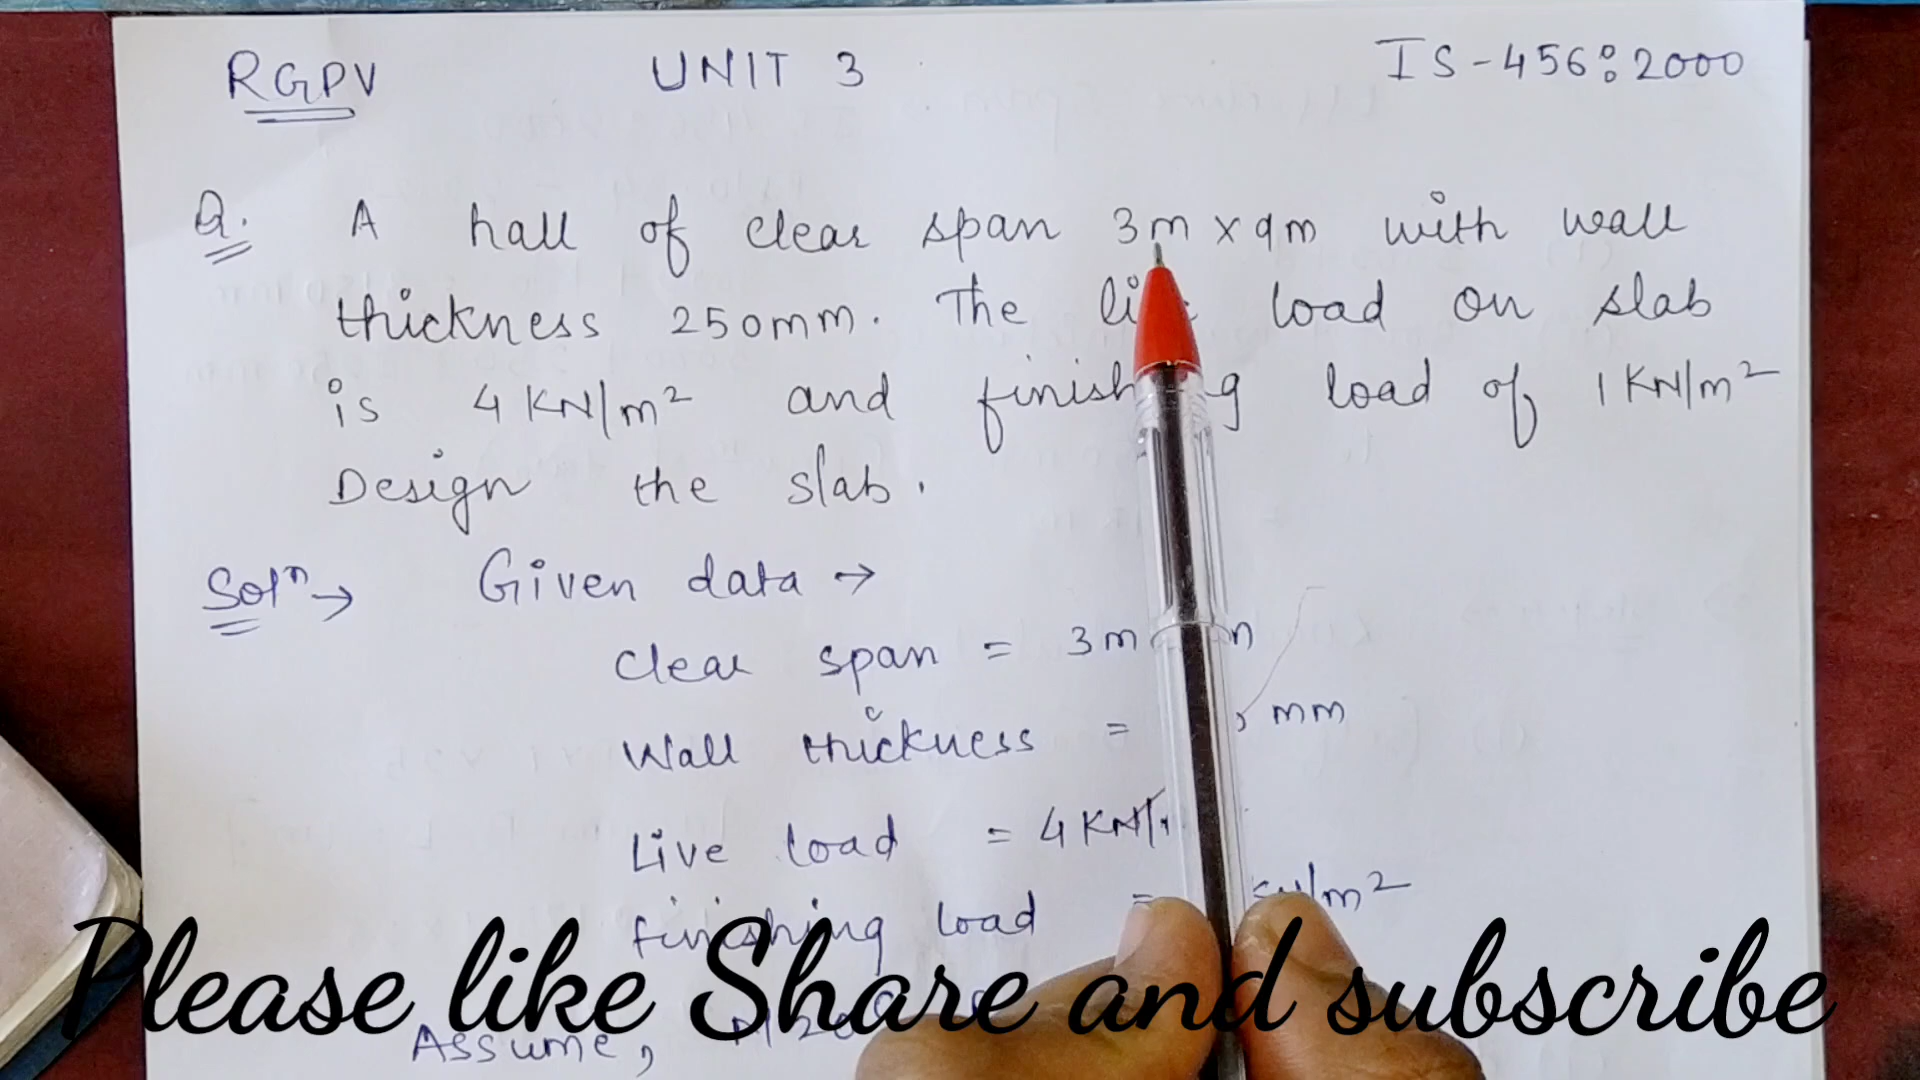 RGPV UNIT 3 IS-456:2000
Q. A hall of clear span 3m x 9m with wall
thickness 250mm. The load on slab
is 4 KN/m² and load of 1 KN/m²
Design the slab.
Solⁿ → Given data →
clear span = 3m
Wall thickness = mm
Live load = 4 KN/
finishing load =
Please like Share and subscribe
Assume,